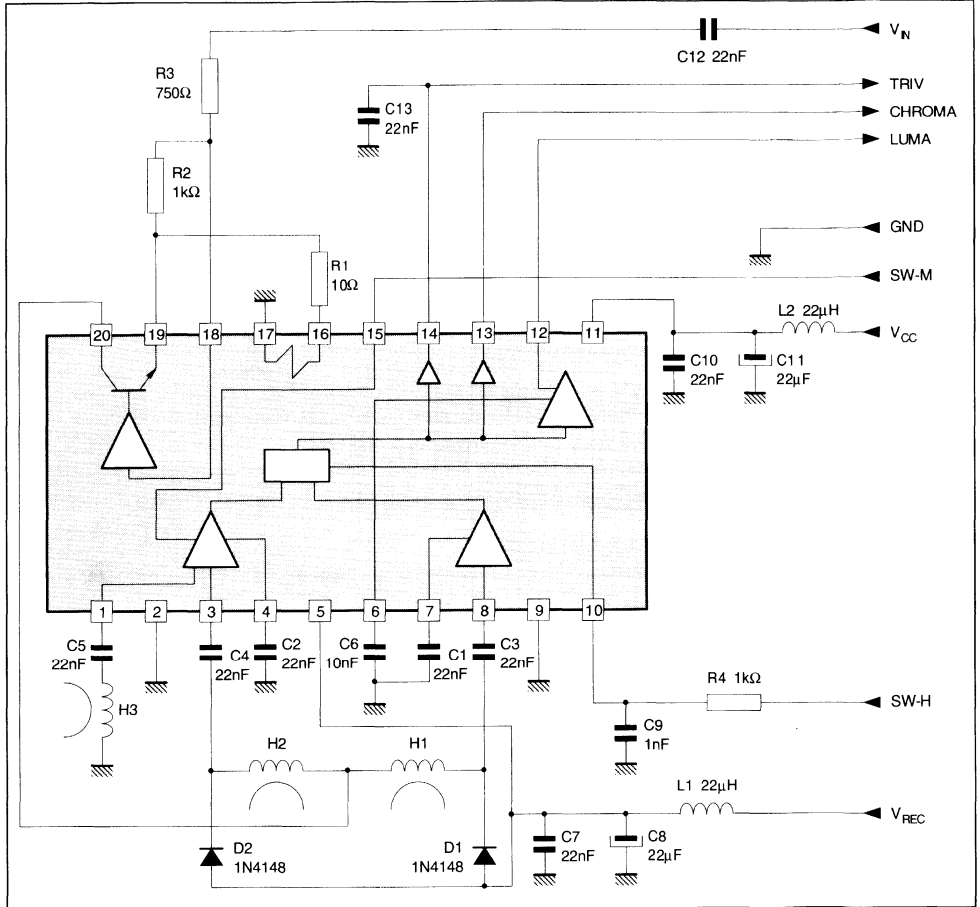 V_IN
C12 22nF
R3
750Ω
TRIV
C13
22nF
CHROMA
LUMA
R2
1kΩ
GND
R1
10Ω
SW-M
20
19
18
17
16
15
14
13
12
11
L2 22µH
V_CC
C10
22nF
C11
22µF
1
2
3
4
5
6
7
8
9
10
C5
22nF
C4
22nF
C2
22nF
C6
10nF
C1
22nF
C3
22nF
R4 1kΩ
SW-H
H3
C9
1nF
H2
H1
L1 22µH
V_REC
D2
1N4148
D1
1N4148
C7
22nF
C8
22µF